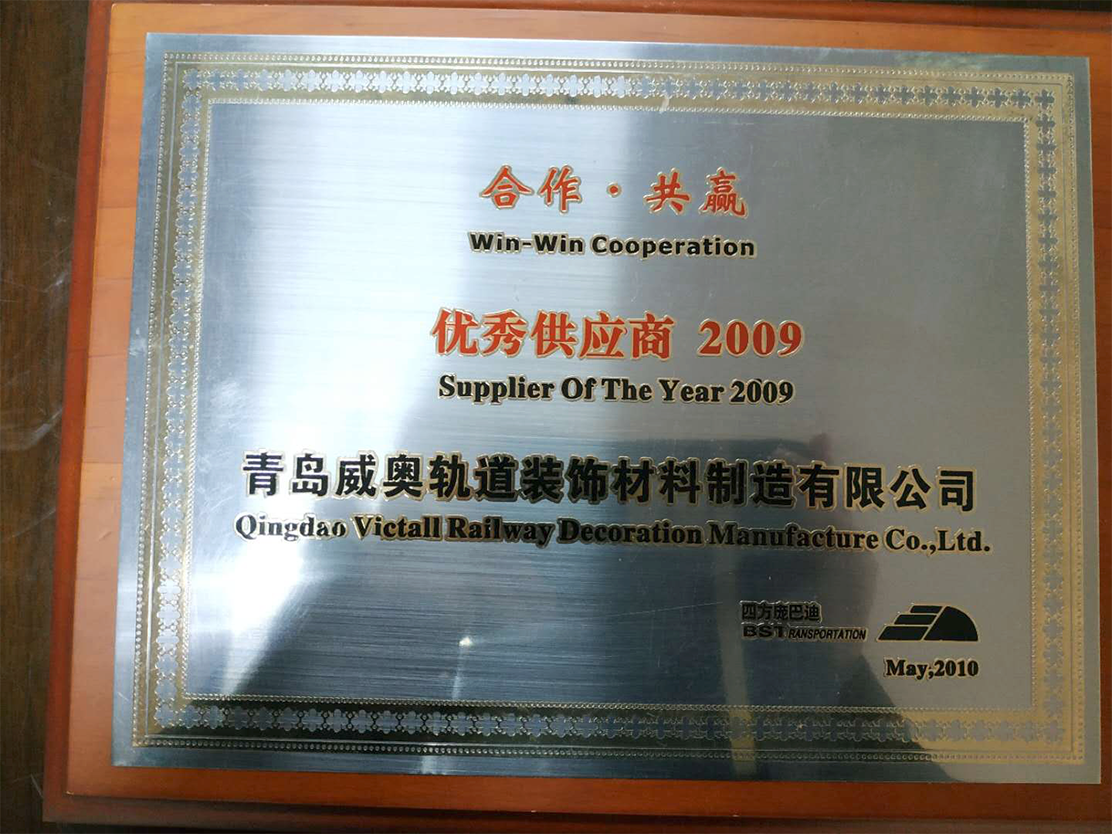 合作·共赢
Win-Win Cooperation
优秀供应商 2009
Supplier Of The Year 2009
青岛威奥轨道装饰材料制造有限公司
Qingdao Victall Railway Decoration Manufacture Co.,Ltd.
四方庞巴迪
BST RANSPORTATION
May,2010